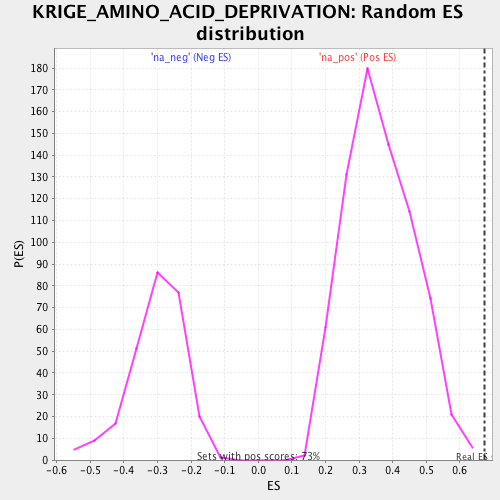 KRIGE_AMINO_ACID_DEPRIVATION: Random ES
distribution
'na_neg' (Neg ES) 'na_pos' (Pos ES)
180
170
160
150
140
130
120
110
100
90
80
70
60
50
40
30
20
10
0
P(ES)
Sets with pos scores: 73%
Real ES
-0.6 -0.5 -0.4 -0.3 -0.2 -0.1 0.0 0.1 0.2 0.3 0.4 0.5 0.6
ES